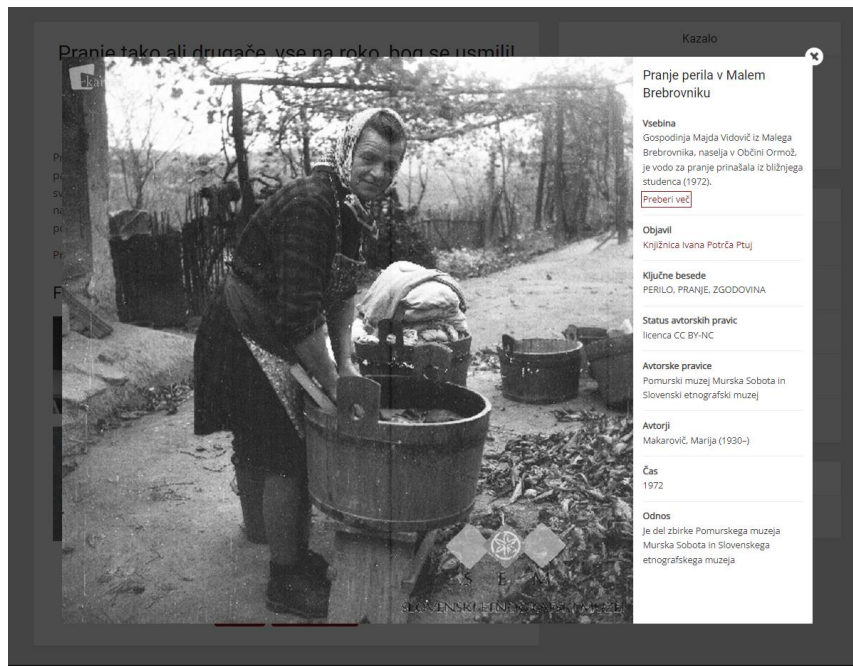 Kazalo
Pranje tako ali drugače, vse na roko, bog se usmili!
Pranje perila v Malem
Brebrovniku
Vsebina
Gospodinja Majda Vidovič iz Malega
Brebrovnika, naselja v Občini Ormož,
je vodo za pranje prinašala iz bližnjega
studenca (1972).
Preberi več
Objavil
Knjižnica Ivana Potrča Ptuj
Ključne besede
PERILO, PRANJE, ZGODOVINA
Status avtorskih pravic
licenca CC BY-NC
Avtorske pravice
Pomurski muzej Murska Sobota in
Slovenski etnografski muzej
Avtorji
Makarovič, Marija (1930–)
Čas
1972
Odnos
Je del zbirke Pomurskega muzeja
Murska Sobota in Slovenskega
etnografskega muzeja
S E M
SLOVENSKI ETNOGRAFSKI MUZEJ